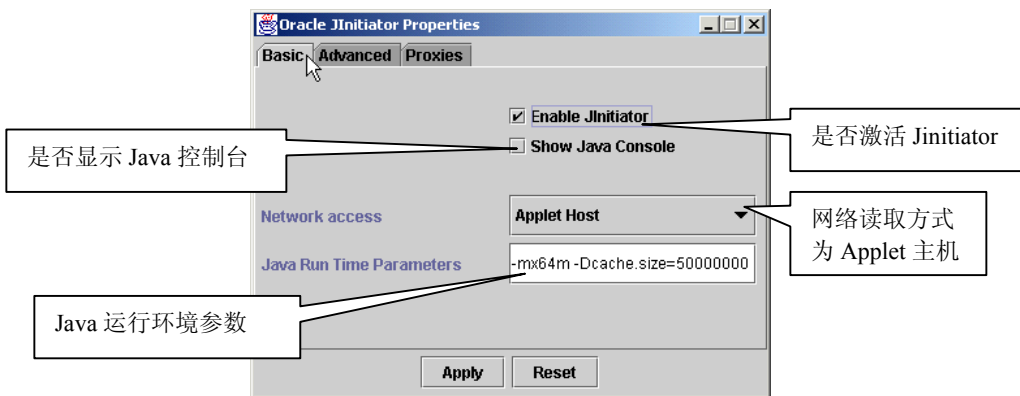 Oracle JInitiator Properties
Basic Advanced Proxies
Enable JInitiator
是否激活 Jinitiator
是否显示 Java 控制台
Show Java Console
Network access
Applet Host
网络读取方式
为 Applet 主机
Java Run Time Parameters
-mx64m -Dcache.size=50000000
Java 运行环境参数
Apply Reset